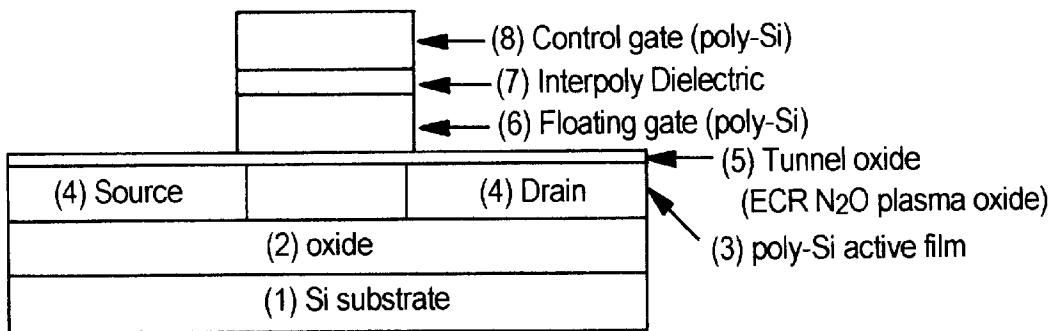 (8) Control gate (poly-Si)
(7) Interpoly Dielectric
(6) Floating gate (poly-Si)
(5) Tunnel oxide
(ECR N2O plasma oxide)
(4) Source
(4) Drain
(3) poly-Si active film
(2) oxide
(1) Si substrate